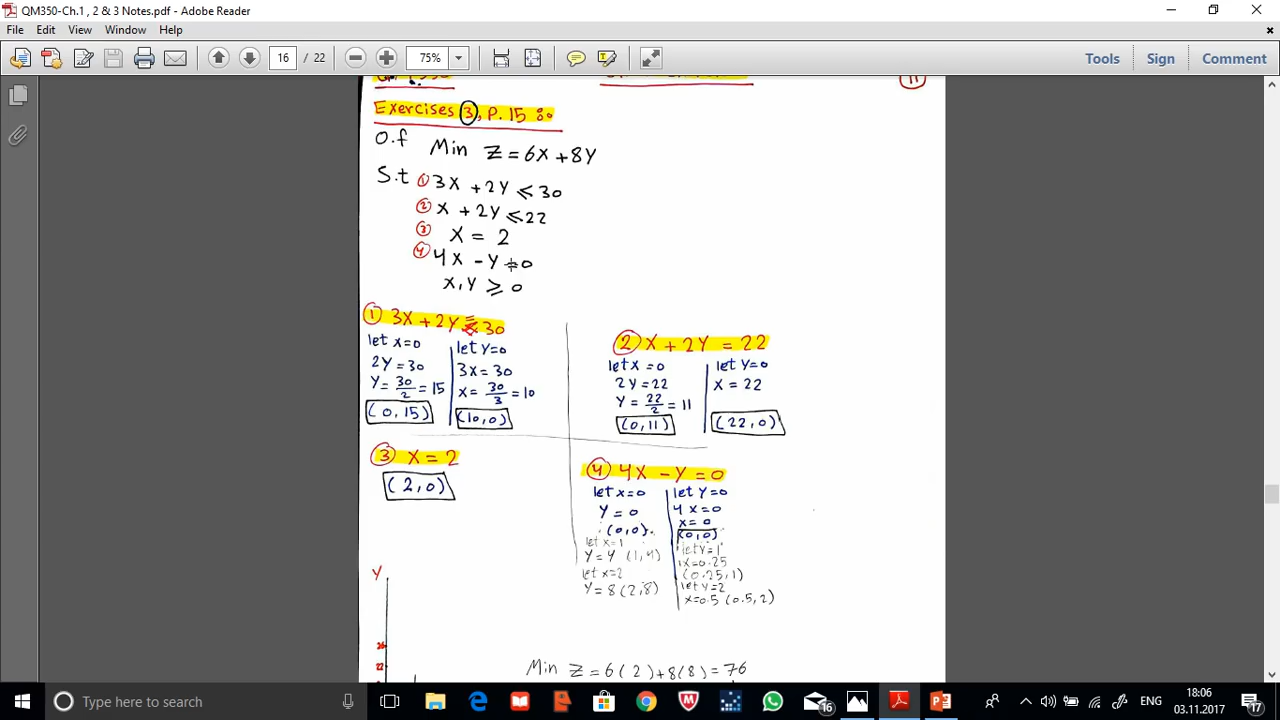 QM350-Ch.1, 2 & 3 Notes.pdf - Adobe Reader
File Edit View Window Help
16 / 22 75% Tools Sign Comment
11
Exercises 3, P. 15
O.f Min Z = 6X + 8Y
S.t ① 3X + 2Y ≤ 30
② X + 2Y ≤ 22
③ X = 2
④ 4X - Y = 0
X, Y ≥ 0
① 3X + 2Y = 30
let x=0
2Y = 30
Y = 30/2 = 15
(0, 15)
let Y=0
3X = 30
X = 30/3 = 10
(10, 0)
② X + 2Y = 22
let x = 0
2Y = 22
Y = 22/2 = 11
(0, 11)
let Y=0
X = 22
(22, 0)
③ X = 2
(2, 0)
④ 4X - Y = 0
let x=0
Y = 0
(0, 0)
let x=1
Y = 4 (1, 4)
let x=2
Y = 8 (2, 8)
let Y=0
4X = 0
X = 0
(0, 0)
let Y=1
X=0.25
(0.25, 1)
let Y=2
X=0.5 (0.5, 2)
Y
26
22
Min Z = 6(2) + 8(8) = 76
Type here to search
16
ENG
18:06
03.11.2017
17